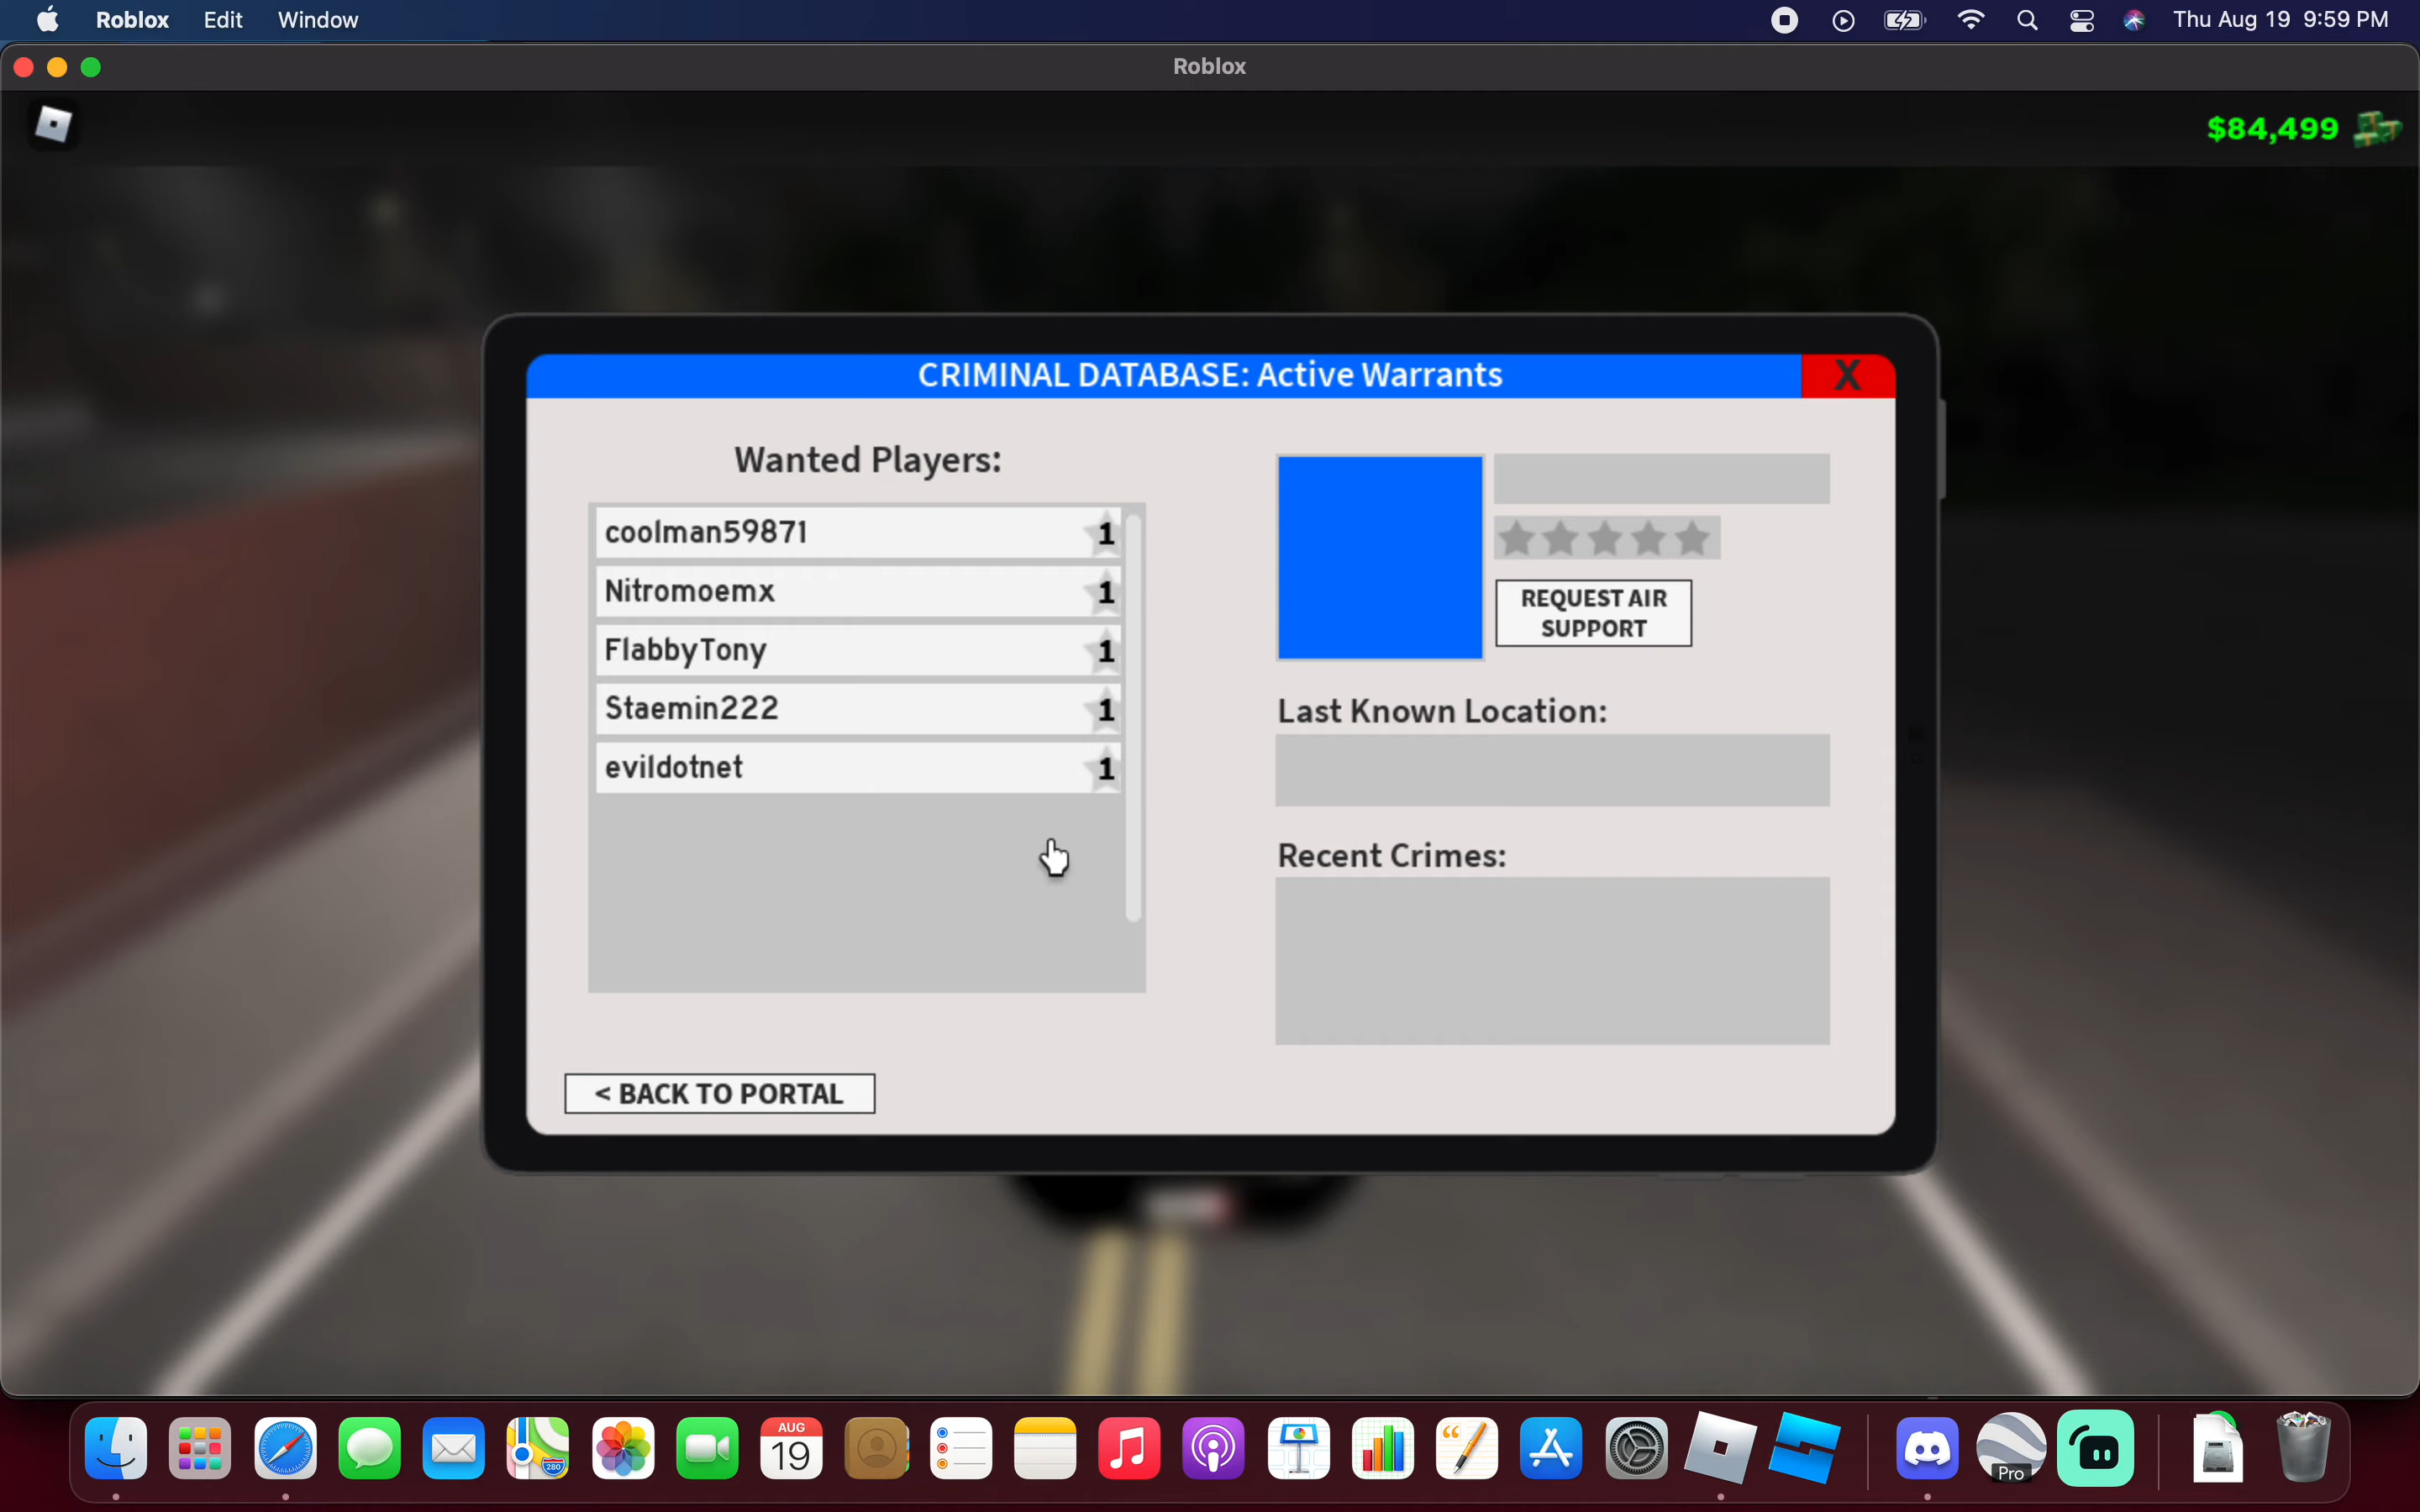 Roblox Edit Window
Thu Aug 19 9:59 PM
Roblox
$84,499
CRIMINAL DATABASE: Active Warrants
X
Wanted Players:
coolman59871 1
Nitromoemx 1
FlabbyTony 1
Staemin222 1
evildotnet 1
< BACK TO PORTAL
REQUEST AIR
SUPPORT
Last Known Location:
Recent Crimes:
280
AUG
19
Pro